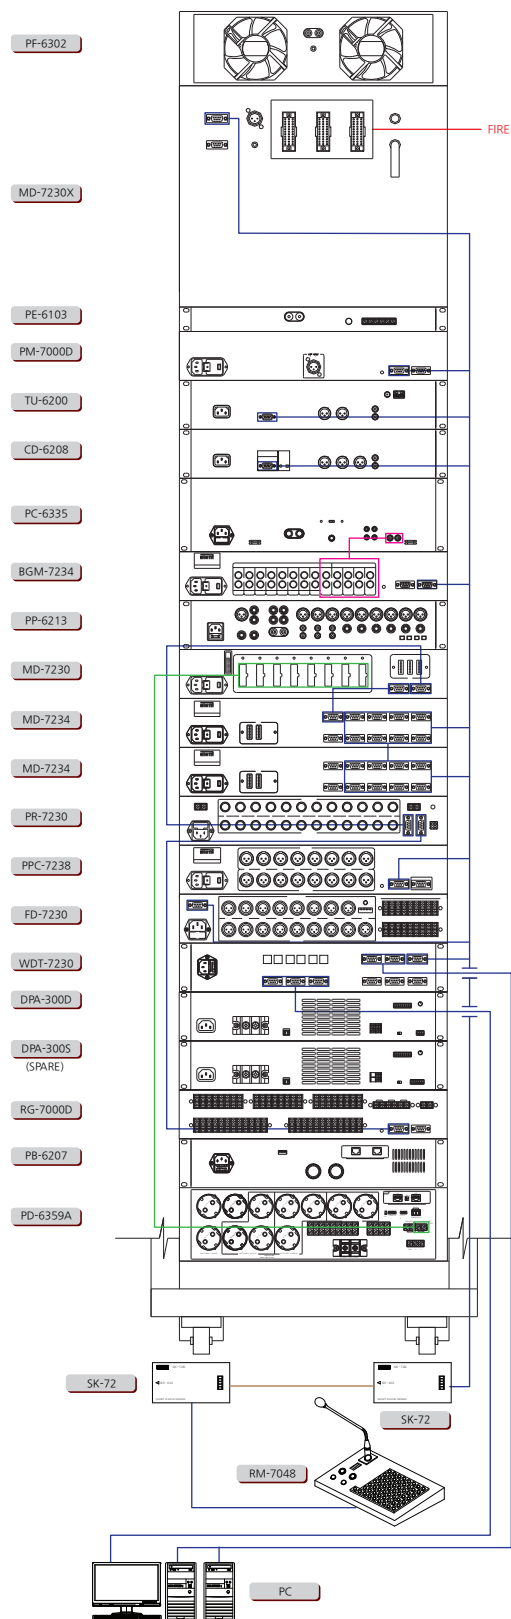 PF-6302
FIRE
MD-7230X
PE-6103
PM-7000D
TU-6200
CD-6208
PC-6335
BGM-7234
PP-6213
MD-7230
MD-7234
MD-7234
PR-7230
PPC-7238
FD-7230
WDT-7230
DPA-300D
DPA-300S
(SPARE)
RG-7000D
PB-6207
PD-6359A
SK-72
SK-72
RM-7048
PC